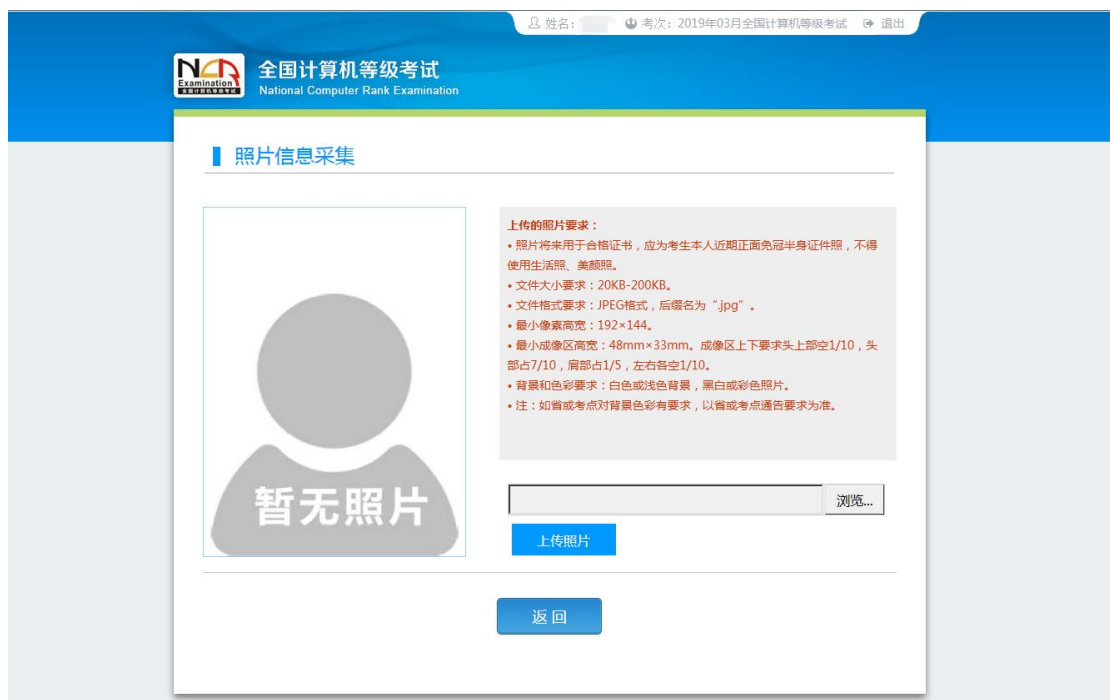 姓名： 考次：2019年03月全国计算机等级考试 退出
NCR
Examination
全国计算机等级考试
全国计算机等级考试
National Computer Rank Examination
照片信息采集
上传的照片要求：
• 照片将来用于合格证书，应为考生本人近期正面免冠半身证件照，不得
使用生活照、美颜照。
• 文件大小要求：20KB-200KB。
• 文件格式要求：JPEG格式，后缀名为“.jpg”。
• 最小像素高宽：192×144。
• 最小成像区高宽：48mm×33mm。成像区上下要求头上部空1/10，头
部占7/10，肩部占1/5，左右各空1/10。
• 背景和色彩要求：白色或浅色背景，黑白或彩色照片。
• 注：如省或考点对背景色彩有要求，以省或考点通告要求为准。
暂无照片
浏览...
上传照片
返回